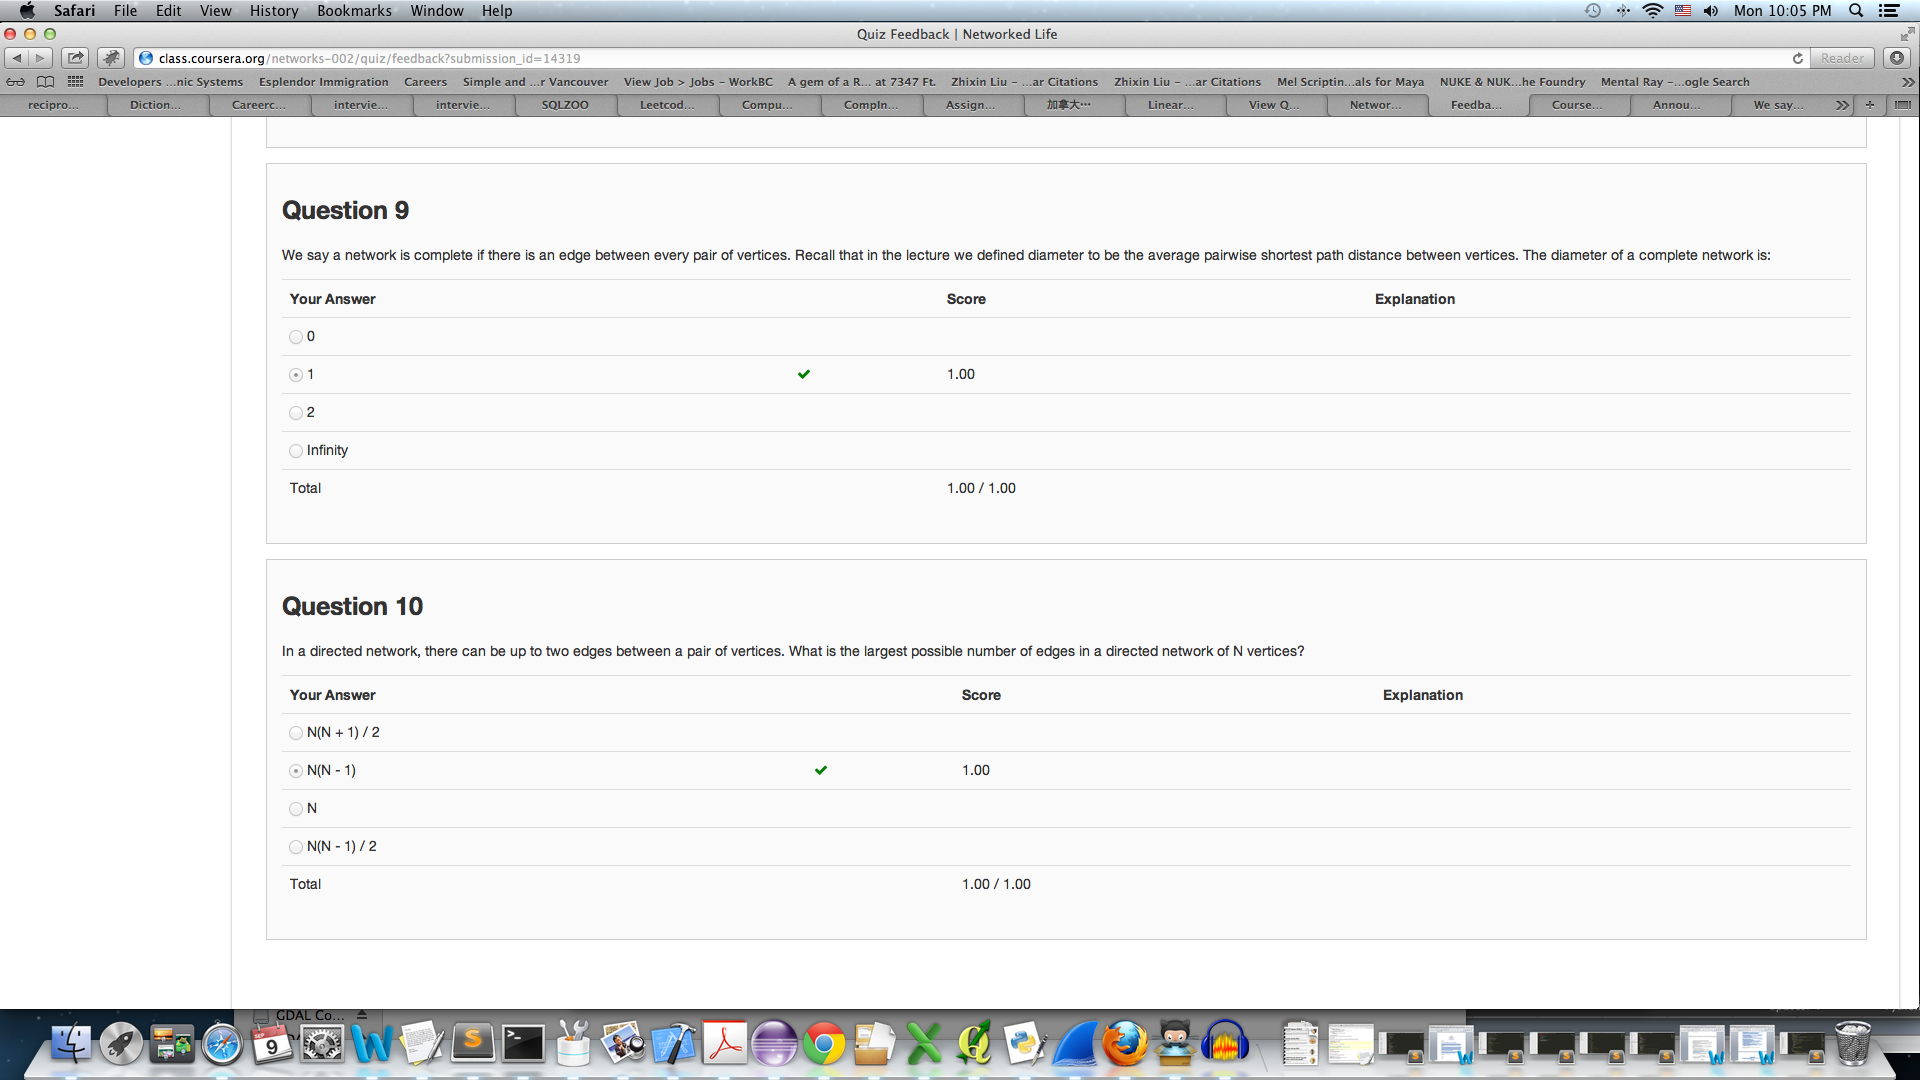 Safari File Edit View History Bookmarks Window Help Mon 10:05 PM
Quiz Feedback | Networked Life
class.coursera.org/networks-002/quiz/feedback?submission_id=14319 Reader
Developers ...nic Systems Esplendor Immigration Careers Simple and ...r Vancouver View Job > Jobs - WorkBC A gem of a R... at 7347 Ft. Zhixin Liu - ...ar Citations Zhixin Liu - ...ar Citations Mel Scriptin...als for Maya NUKE & NUK...he Foundry Mental Ray -...ogle Search
recipro... Diction... Careerc... intervie... intervie... SQLZOO Leetcod... Compu... Compln... Assign... 加拿大… Linear... View Q... Networ... Feedba... Course... Annou... We say...
Question 9
We say a network is complete if there is an edge between every pair of vertices. Recall that in the lecture we defined diameter to be the average pairwise shortest path distance between vertices. The diameter of a complete network is:
Your Answer Score Explanation
0
1 1.00
2
Infinity
Total 1.00 / 1.00
Question 10
In a directed network, there can be up to two edges between a pair of vertices. What is the largest possible number of edges in a directed network of N vertices?
Your Answer Score Explanation
N(N + 1) / 2
N(N - 1) 1.00
N
N(N - 1) / 2
Total 1.00 / 1.00
GDAL Co...
SEP
9